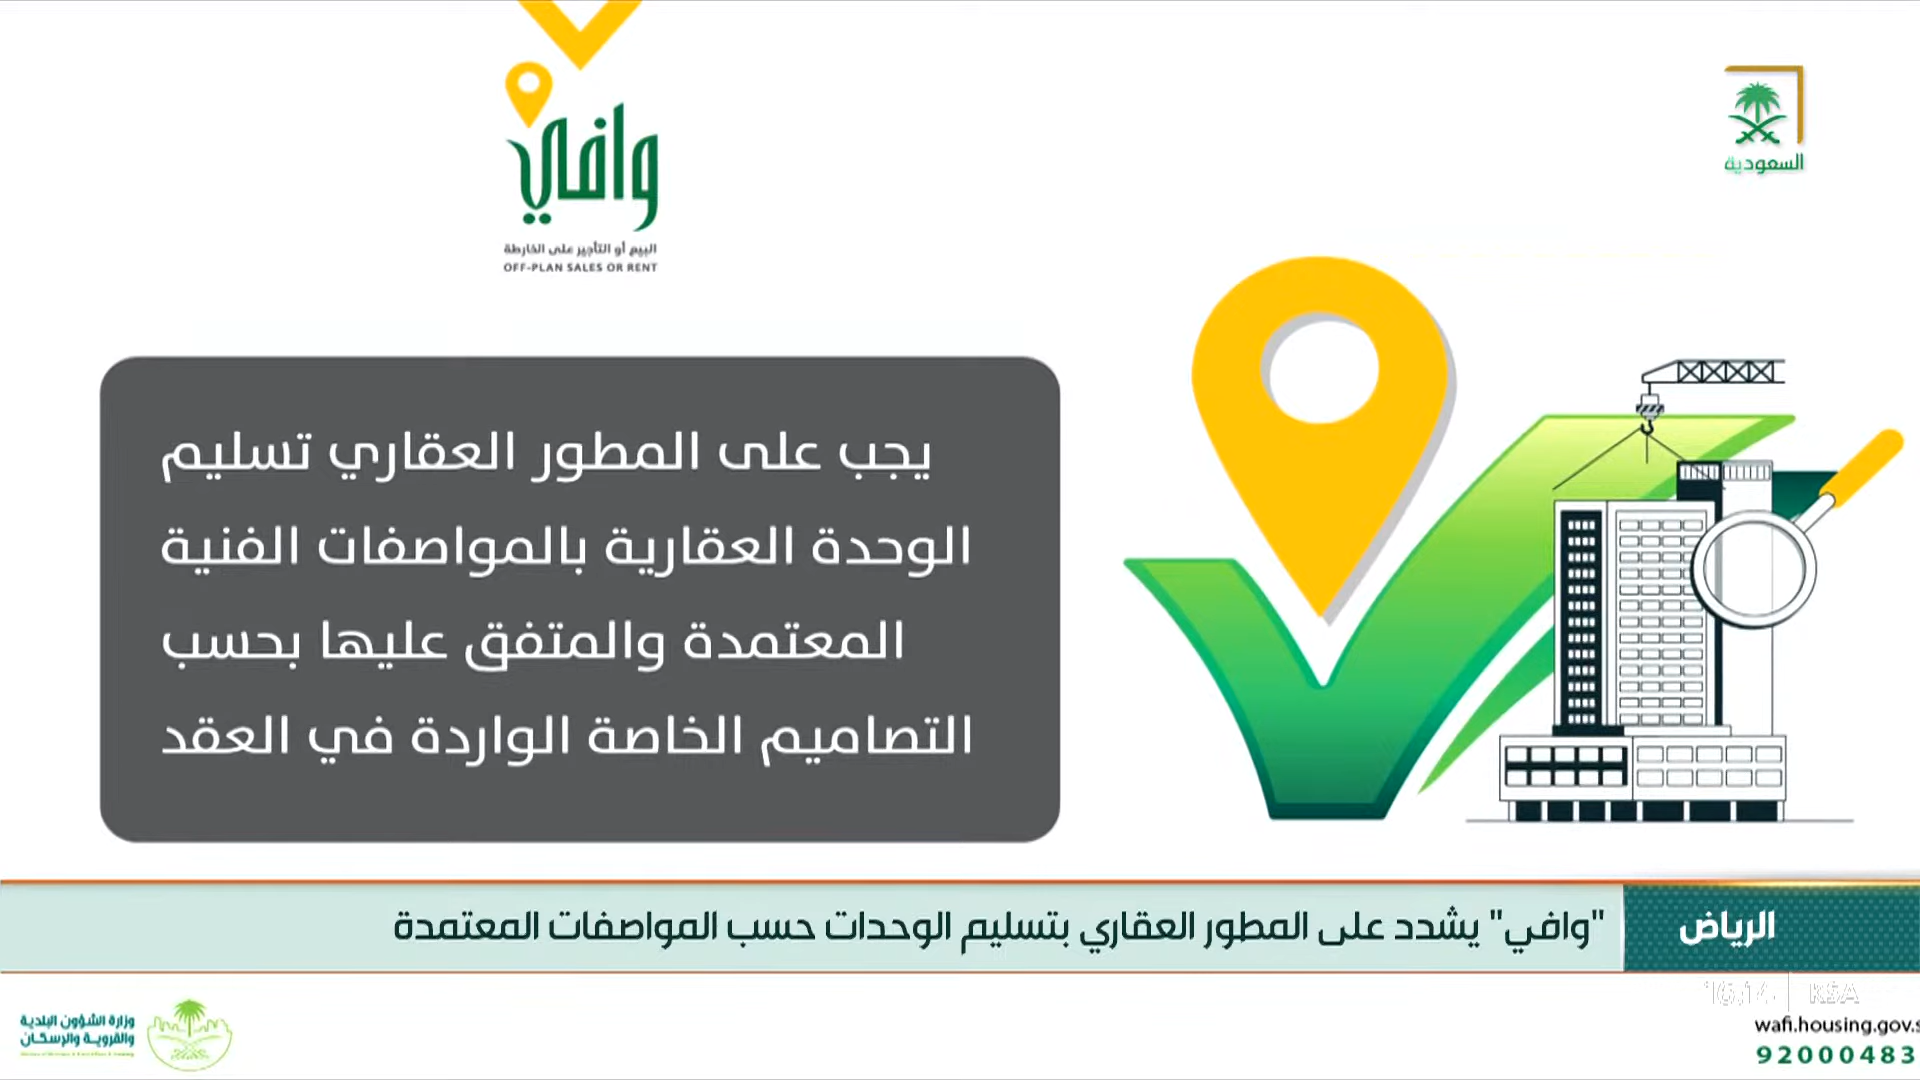 وافي
البيع أو التأجير على الخارطة
OFF-PLAN SALES OR RENT
السعودية
يجب على المطور العقاري تسليم
الوحدة العقارية بالمواصفات الفنية
المعتمدة والمتفق عليها بحسب
التصاميم الخاصة الواردة في العقد
الرياض
"وافي" يشدد على المطور العقاري بتسليم الوحدات حسب المواصفات المعتمدة
KSA
wafi.housing.gov.s
92000483
وزارة الشؤون البلدية
والقروية والإسكان